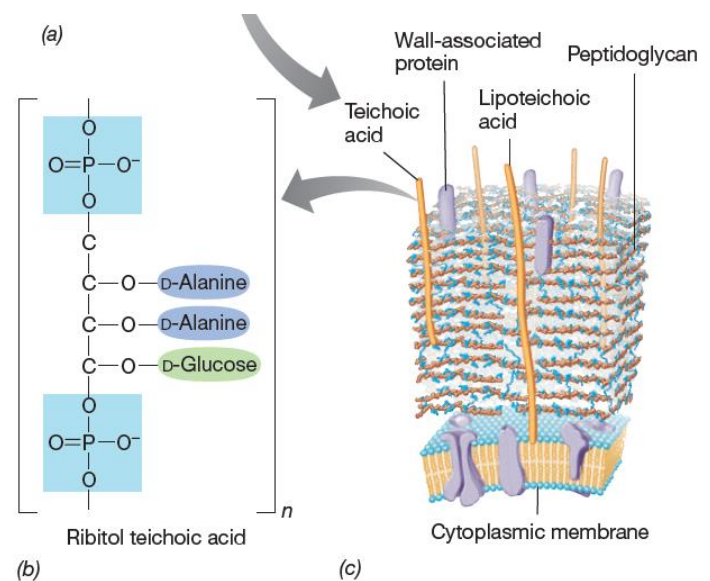 (a)
Wall-associated
protein
Peptidoglycan
Teichoic
acid
Lipoteichoic
acid
O
O=P—O⁻
O
C
C—O—D-Alanine
C—O—D-Alanine
C—O—D-Glucose
O
O=P—O⁻
O
n
Ribitol teichoic acid
Cytoplasmic membrane
(b)
(c)